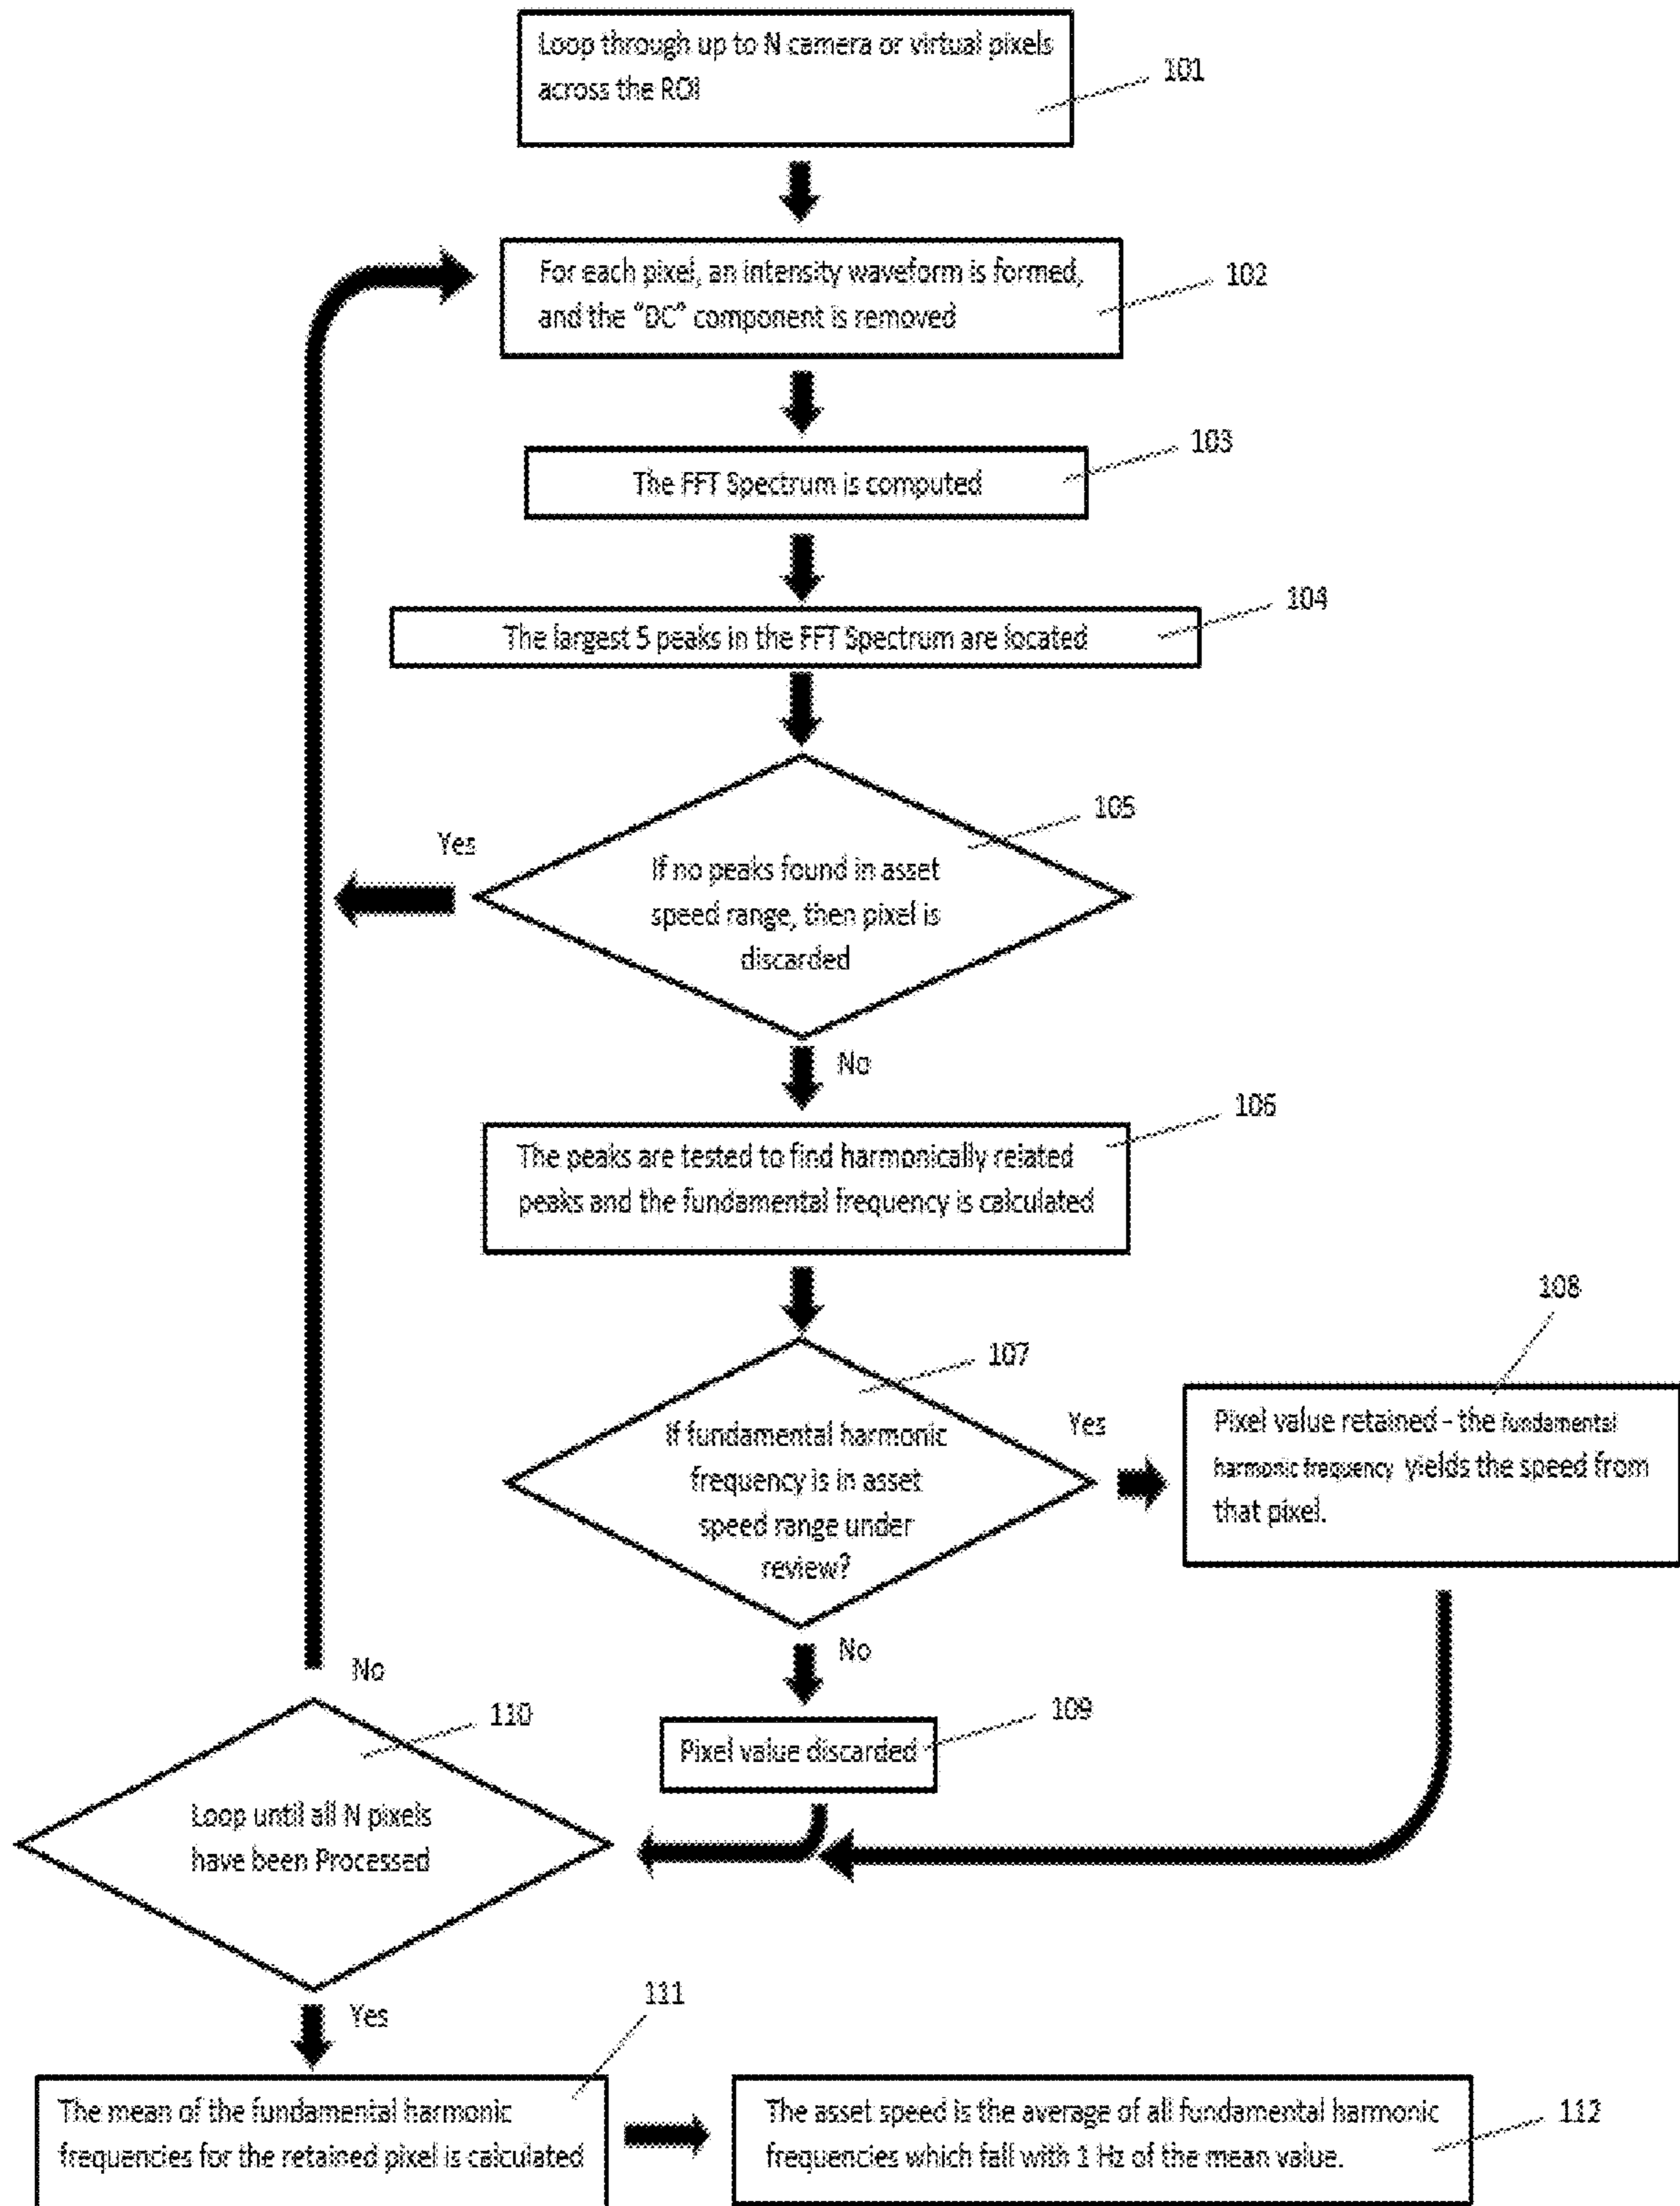 Loop through up to N camera or virtual pixels
across the ROI
101
For each pixel, an intensity waveform is formed,
and the "DC" component is removed
102
The FFT Spectrum is computed
103
The largest 5 peaks in the FFT Spectrum are located
104
105
Yes
If no peaks found in asset
speed range, then pixel is
discarded
No
106
The peaks are tested to find harmonically related
peaks and the fundamental frequency is calculated
108
107
If fundamental harmonic
frequency is in asset
speed range under
review?
Yes
Pixel value retained - the fundamental
harmonic frequency yields the speed from
that pixel.
No
No
109
Pixel value discarded
110
Loop until all N pixels
have been Processed
Yes
111
The mean of the fundamental harmonic
frequencies for the retained pixel is calculated
The asset speed is the average of all fundamental harmonic
frequencies which fall with 1 Hz of the mean value.
112